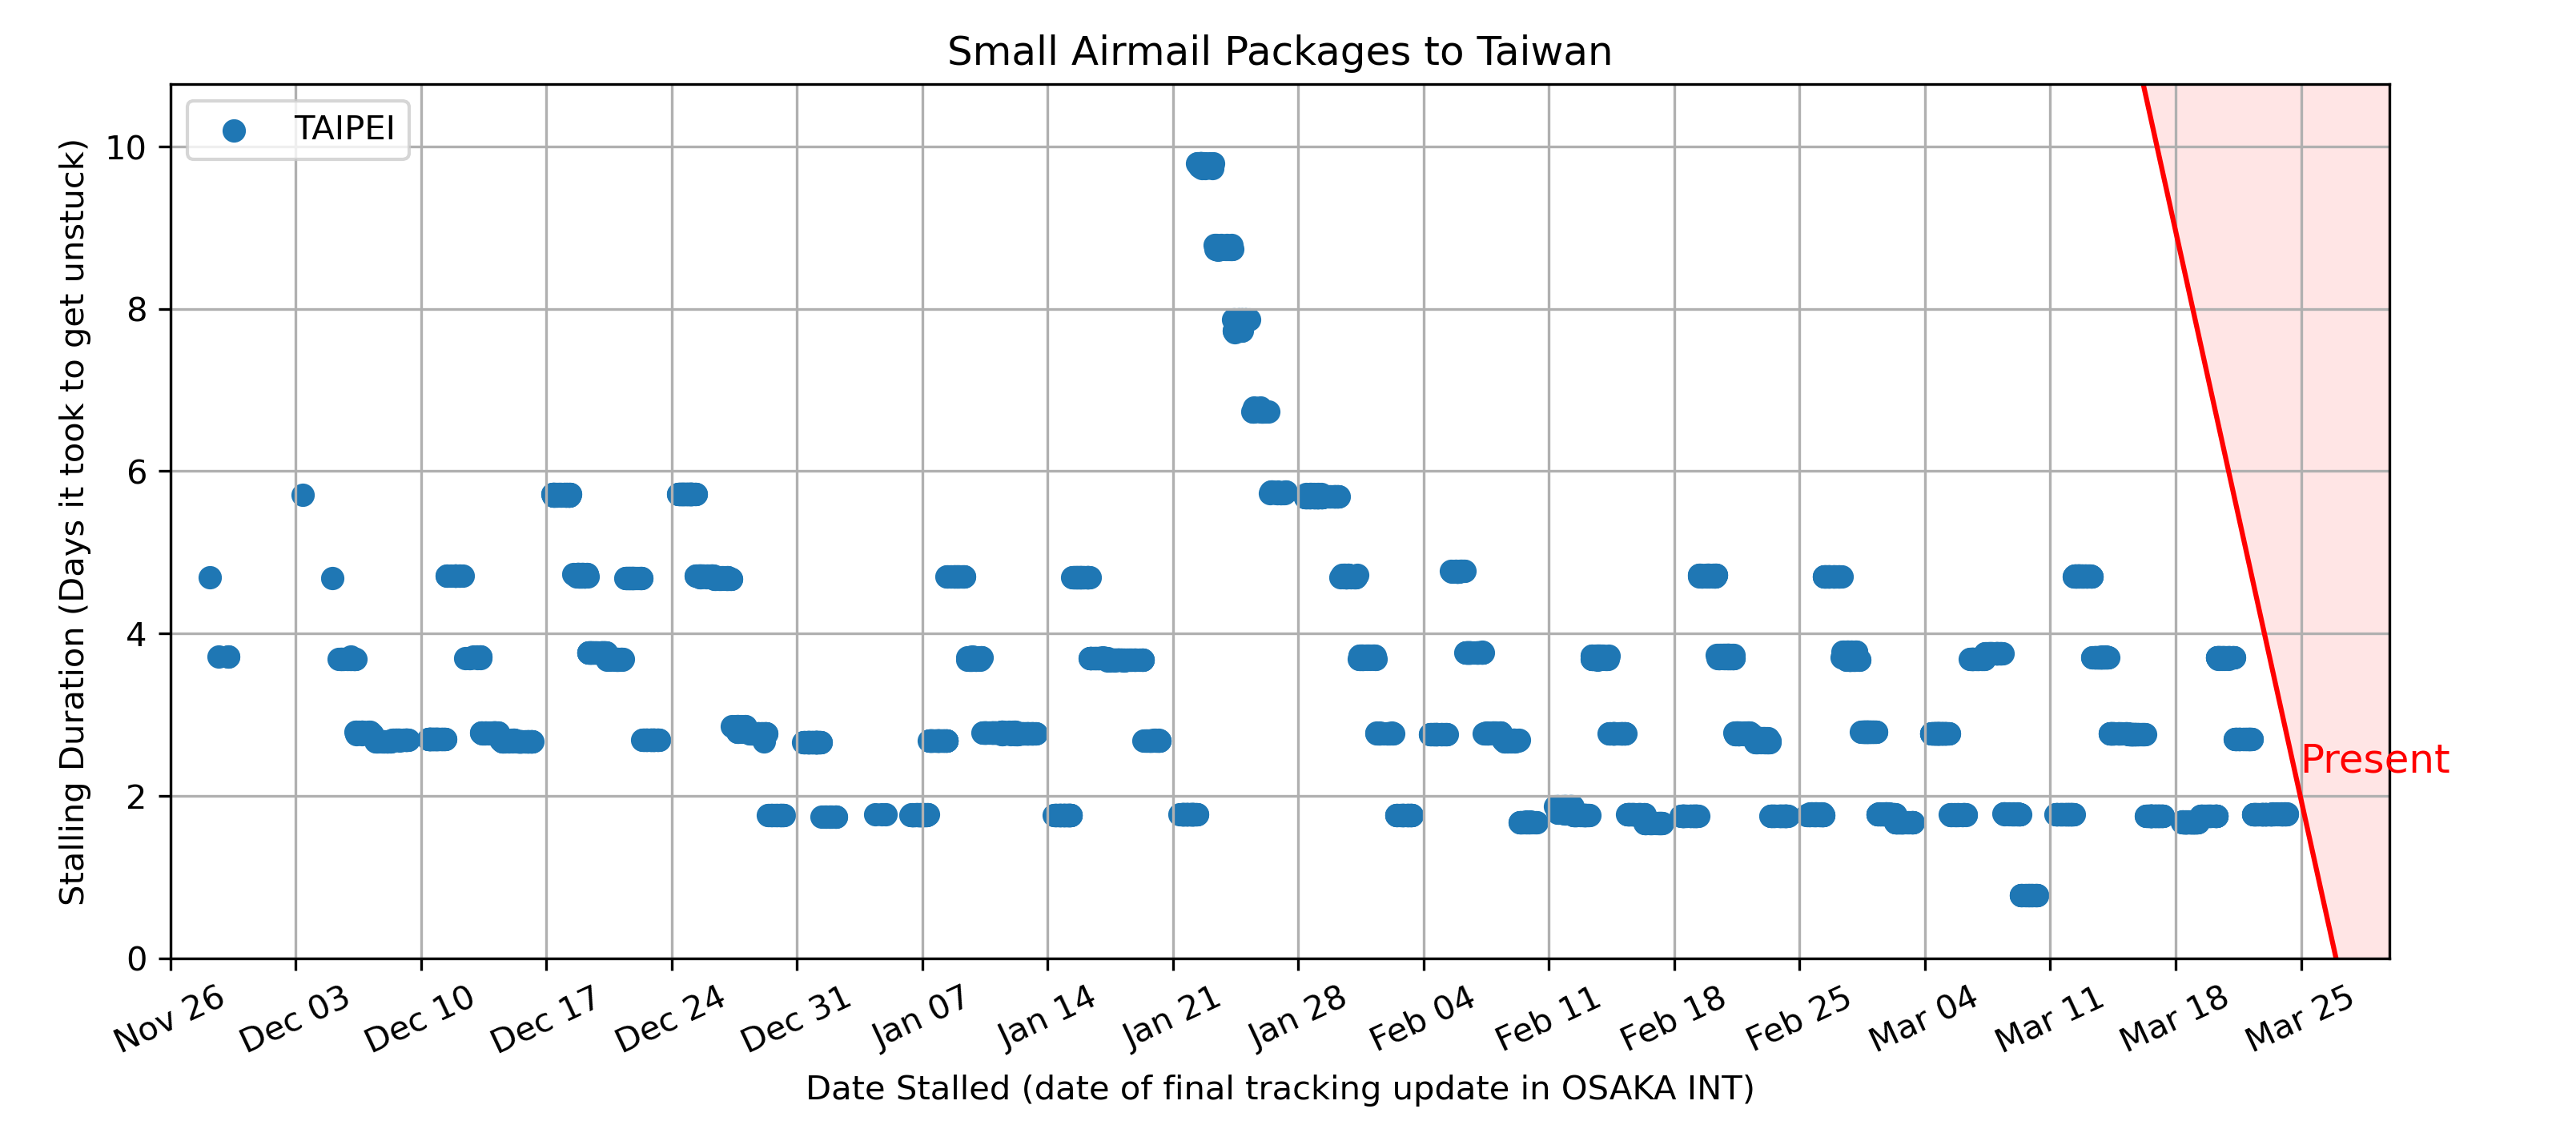 Small Airmail Packages to Taiwan
TAIPEI
Stalling Duration (Days it took to get unstuck)
10
8
6
4
2
0
Present
Nov 26
Dec 03
Dec 10
Dec 17
Dec 24
Dec 31
Jan 07
Jan 14
Jan 21
Jan 28
Feb 04
Feb 11
Feb 18
Feb 25
Mar 04
Mar 11
Mar 18
Mar 25
Date Stalled (date of final tracking update in OSAKA INT)